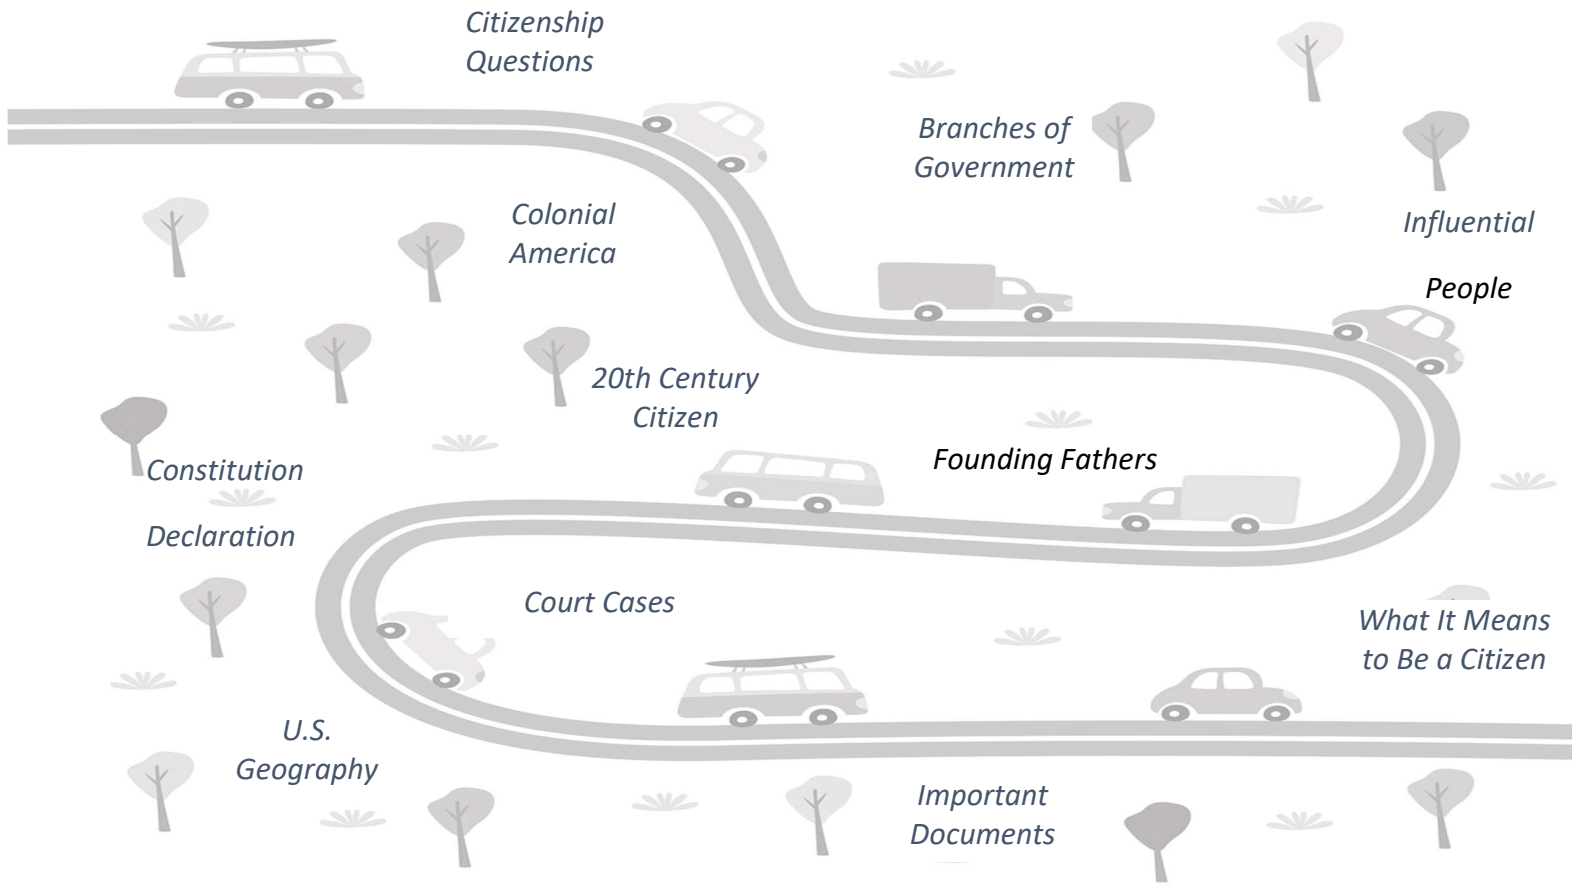 Citizenship
Questions
Branches of
Government
Colonial
America
Influential
People
20th Century
Citizen
Founding Fathers
Constitution
Declaration
Court Cases
What It Means
to Be a Citizen
U.S.
Geography
Important
Documents